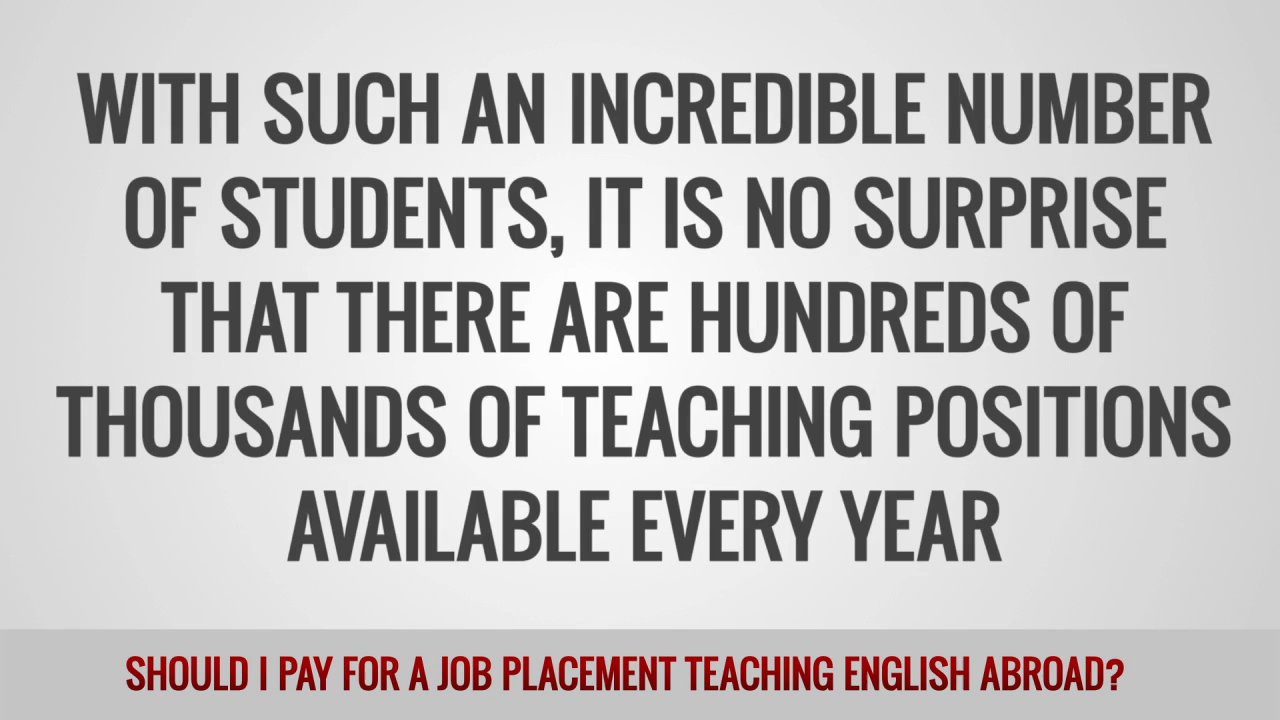 WITH SUCH AN INCREDIBLE NUMBER
OF STUDENTS, IT IS NO SURPRISE
THAT THERE ARE HUNDREDS OF
THOUSANDS OF TEACHING POSITIONS
AVAILABLE EVERY YEAR
SHOULD I PAY FOR A JOB PLACEMENT TEACHING ENGLISH ABROAD?